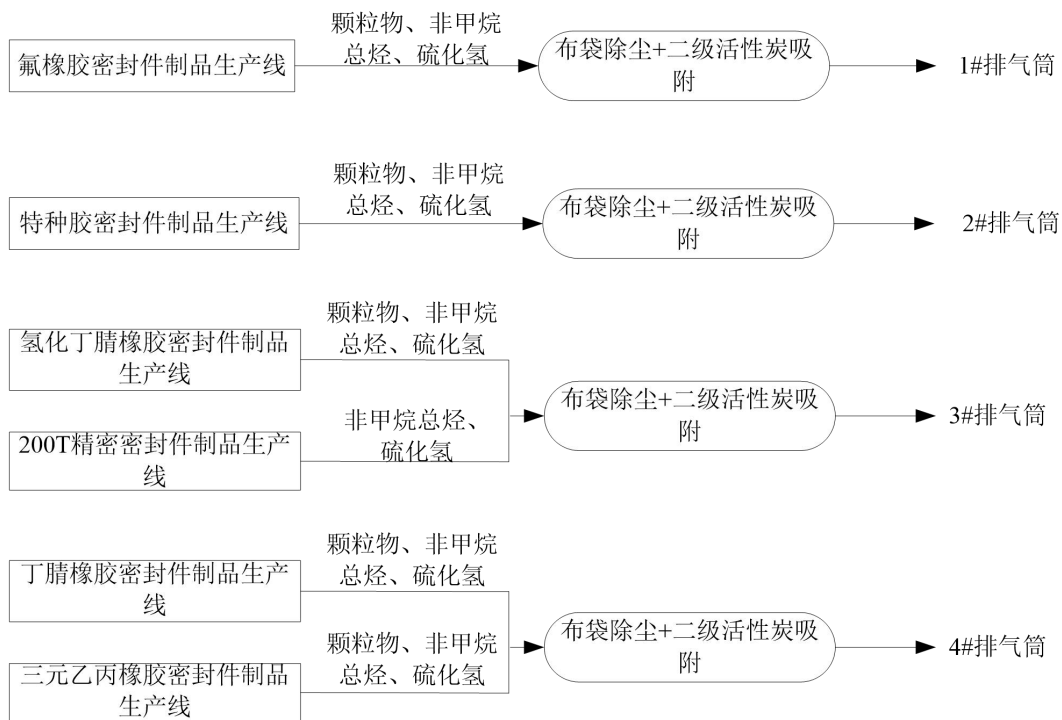 颗粒物、非甲烷
总烃、硫化氢
氟橡胶密封件制品生产线
布袋除尘+二级活性炭吸
附
1#排气筒
颗粒物、非甲烷
总烃、硫化氢
特种胶密封件制品生产线
布袋除尘+二级活性炭吸
附
2#排气筒
颗粒物、非甲烷
总烃、硫化氢
氢化丁腈橡胶密封件制品
生产线
非甲烷总烃、
硫化氢
200T精密密封件制品生产
线
布袋除尘+二级活性炭吸
附
3#排气筒
颗粒物、非甲烷
总烃、硫化氢
丁腈橡胶密封件制品生产
线
颗粒物、非甲烷
总烃、硫化氢
三元乙丙橡胶密封件制品
生产线
布袋除尘+二级活性炭吸
附
4#排气筒